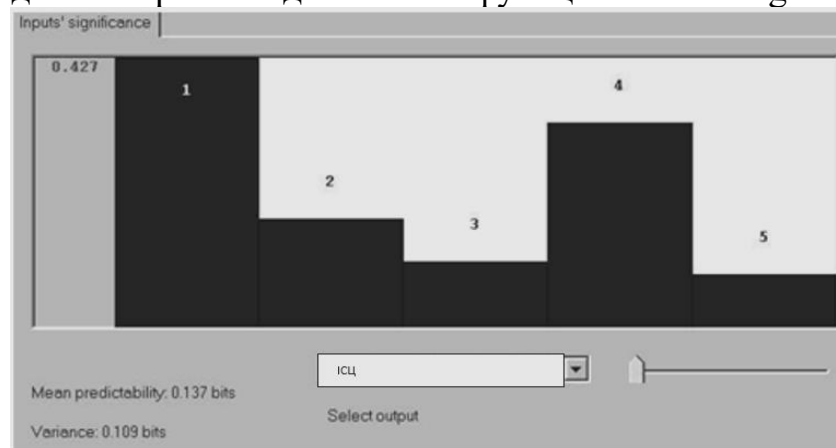 Inputs' significance
0.427
1
2
3
4
5
ІСЦ
Mean predictability: 0.137 bits
Select output
Variance: 0.109 bits